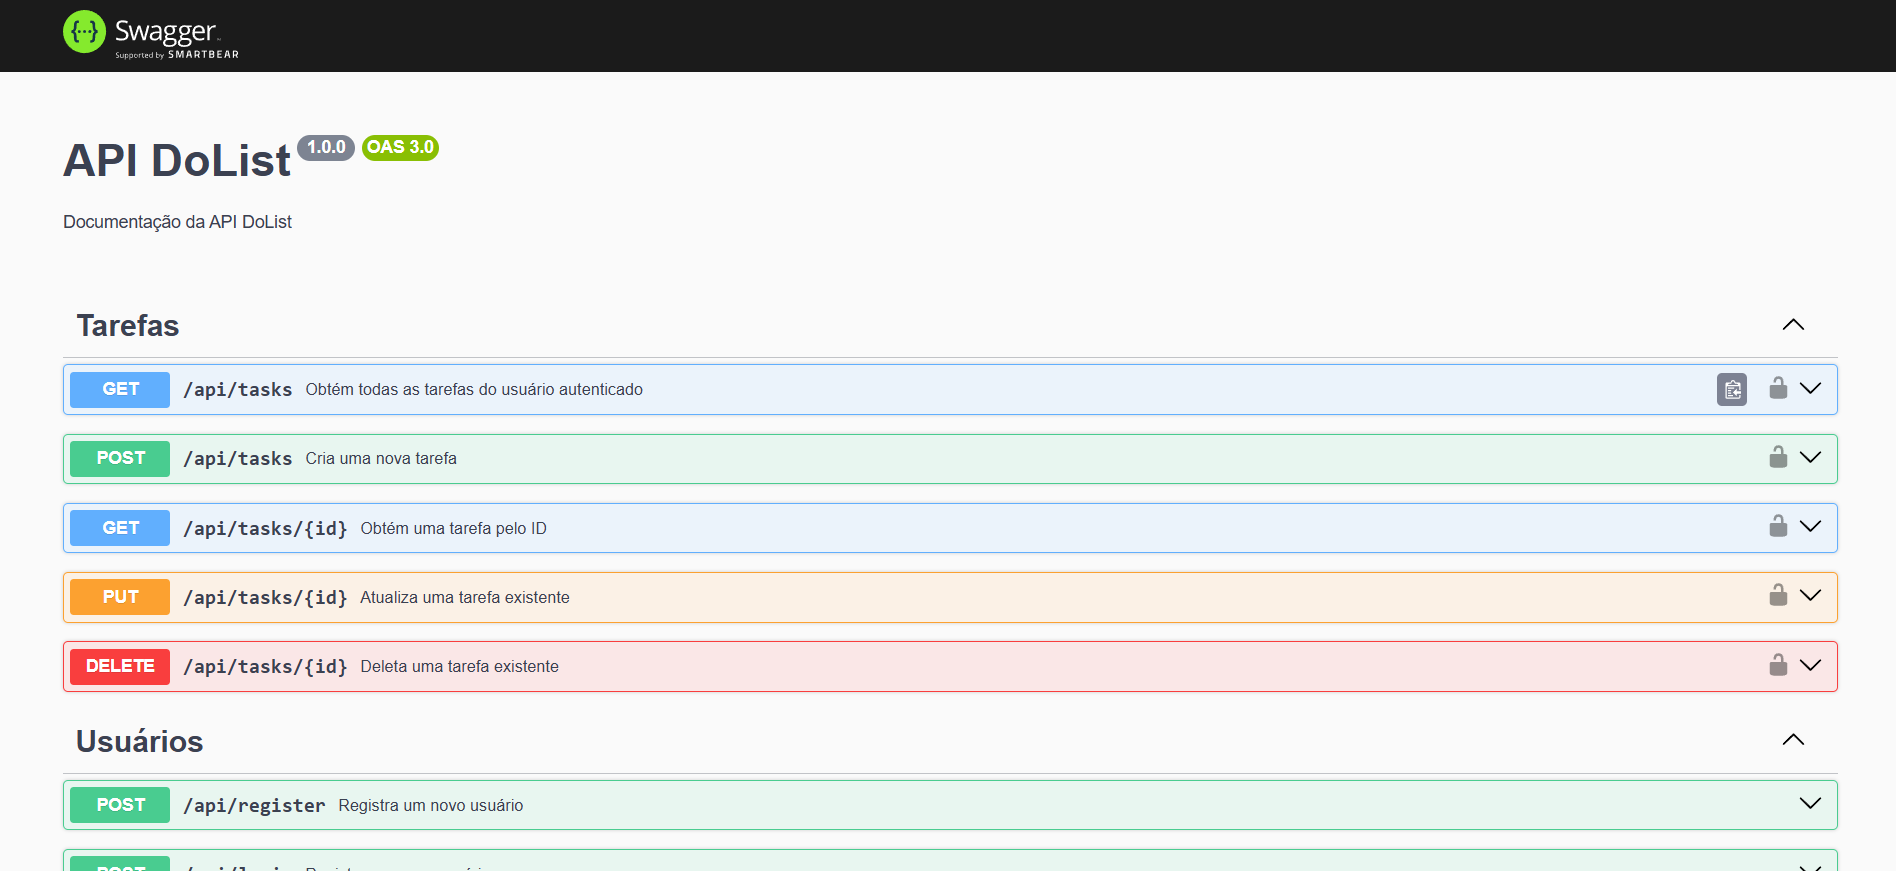 Swagger
Supported by SMARTBEAR
API DoList 1.0.0 OAS 3.0
Documentação da API DoList
Tarefas
GET /api/tasks Obtém todas as tarefas do usuário autenticado
POST /api/tasks Cria uma nova tarefa
GET /api/tasks/{id} Obtém uma tarefa pelo ID
PUT /api/tasks/{id} Atualiza uma tarefa existente
DELETE /api/tasks/{id} Deleta uma tarefa existente
Usuários
POST /api/register Registra um novo usuário
POST